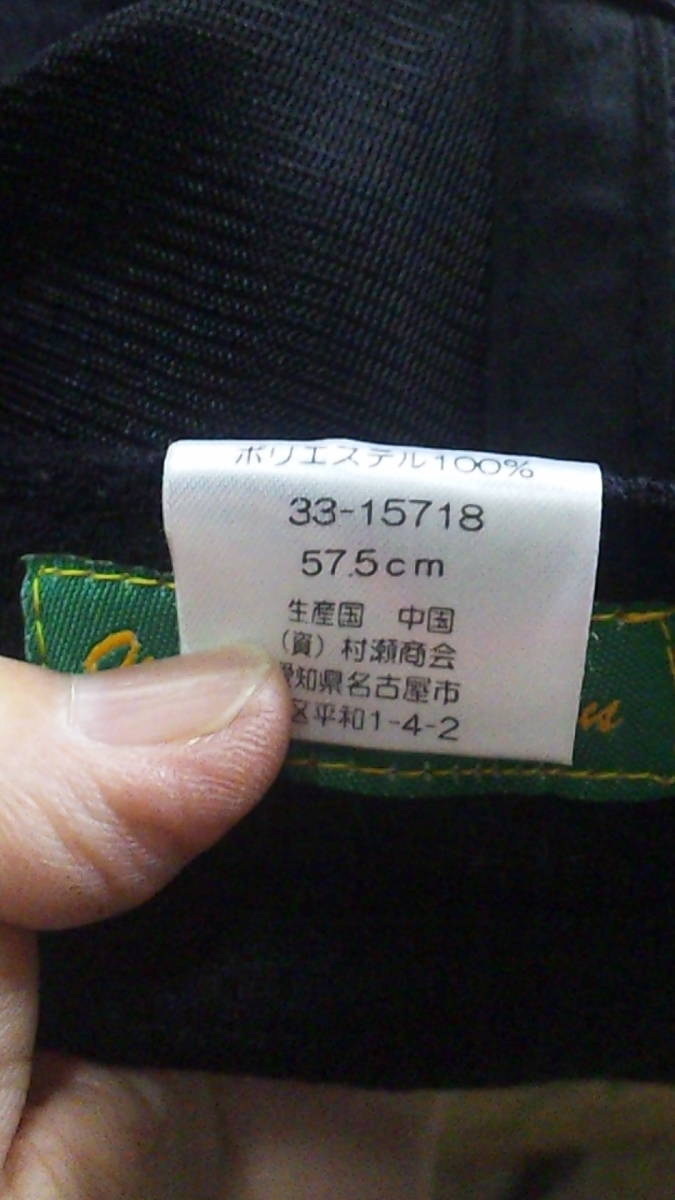 ポリエステル100%
33-15718
57.5cm
生産国 中国
(資) 村瀬商会
愛知県名古屋市
区平和1-4-2